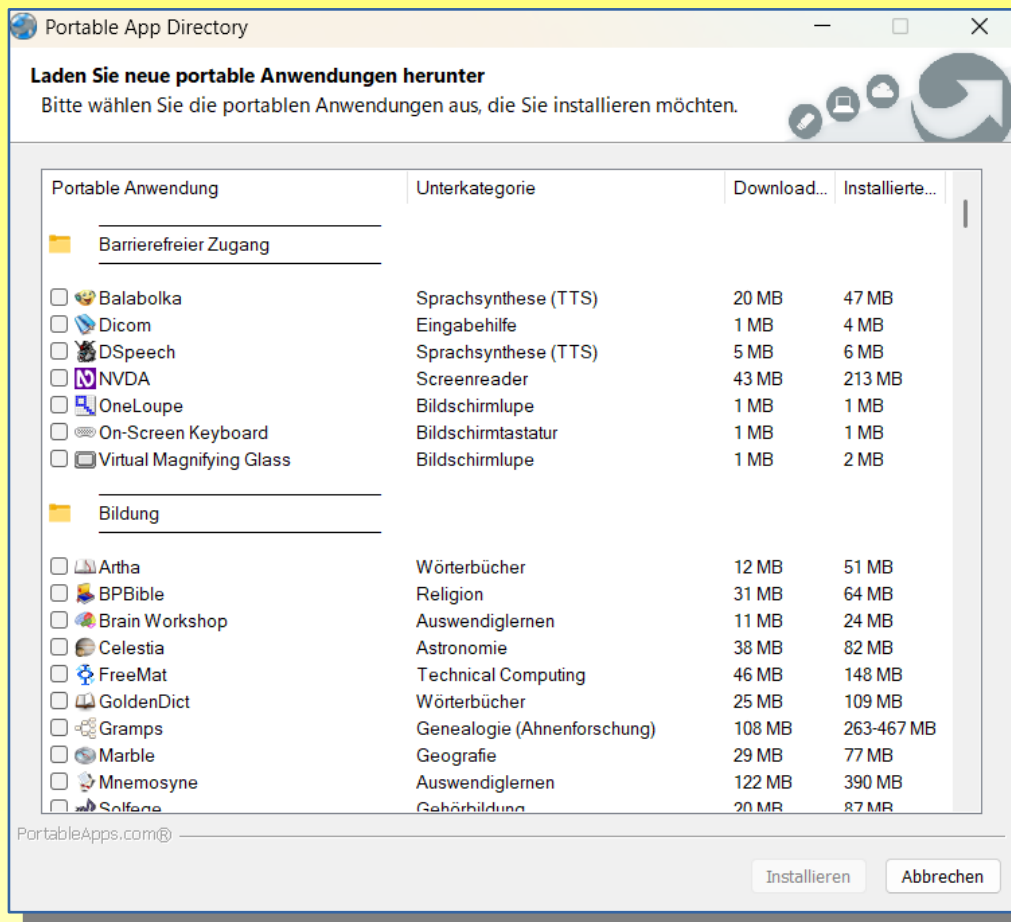 Portable App Directory
Laden Sie neue portable Anwendungen herunter
Bitte wählen Sie die portablen Anwendungen aus, die Sie installieren möchten.
Portable Anwendung Unterkategorie Download... Installierte...
Barrierefreier Zugang
Balabolka Sprachsynthese (TTS) 20 MB 47 MB
Dicom Eingabehilfe 1 MB 4 MB
DSpeech Sprachsynthese (TTS) 5 MB 6 MB
NVDA Screenreader 43 MB 213 MB
OneLoupe Bildschirmlupe 1 MB 1 MB
On-Screen Keyboard Bildschirmtastatur 1 MB 1 MB
Virtual Magnifying Glass Bildschirmlupe 1 MB 2 MB
Bildung
Artha Wörterbücher 12 MB 51 MB
BPBible Religion 31 MB 64 MB
Brain Workshop Auswendiglernen 11 MB 24 MB
Celestia Astronomie 38 MB 82 MB
FreeMat Technical Computing 46 MB 148 MB
GoldenDict Wörterbücher 25 MB 109 MB
Gramps Genealogie (Ahnenforschung) 108 MB 263-467 MB
Marble Geografie 29 MB 77 MB
Mnemosyne Auswendiglernen 122 MB 390 MB
Solfege Gehörbildung 20 MB 87 MB
PortableApps.com®
Installieren Abbrechen